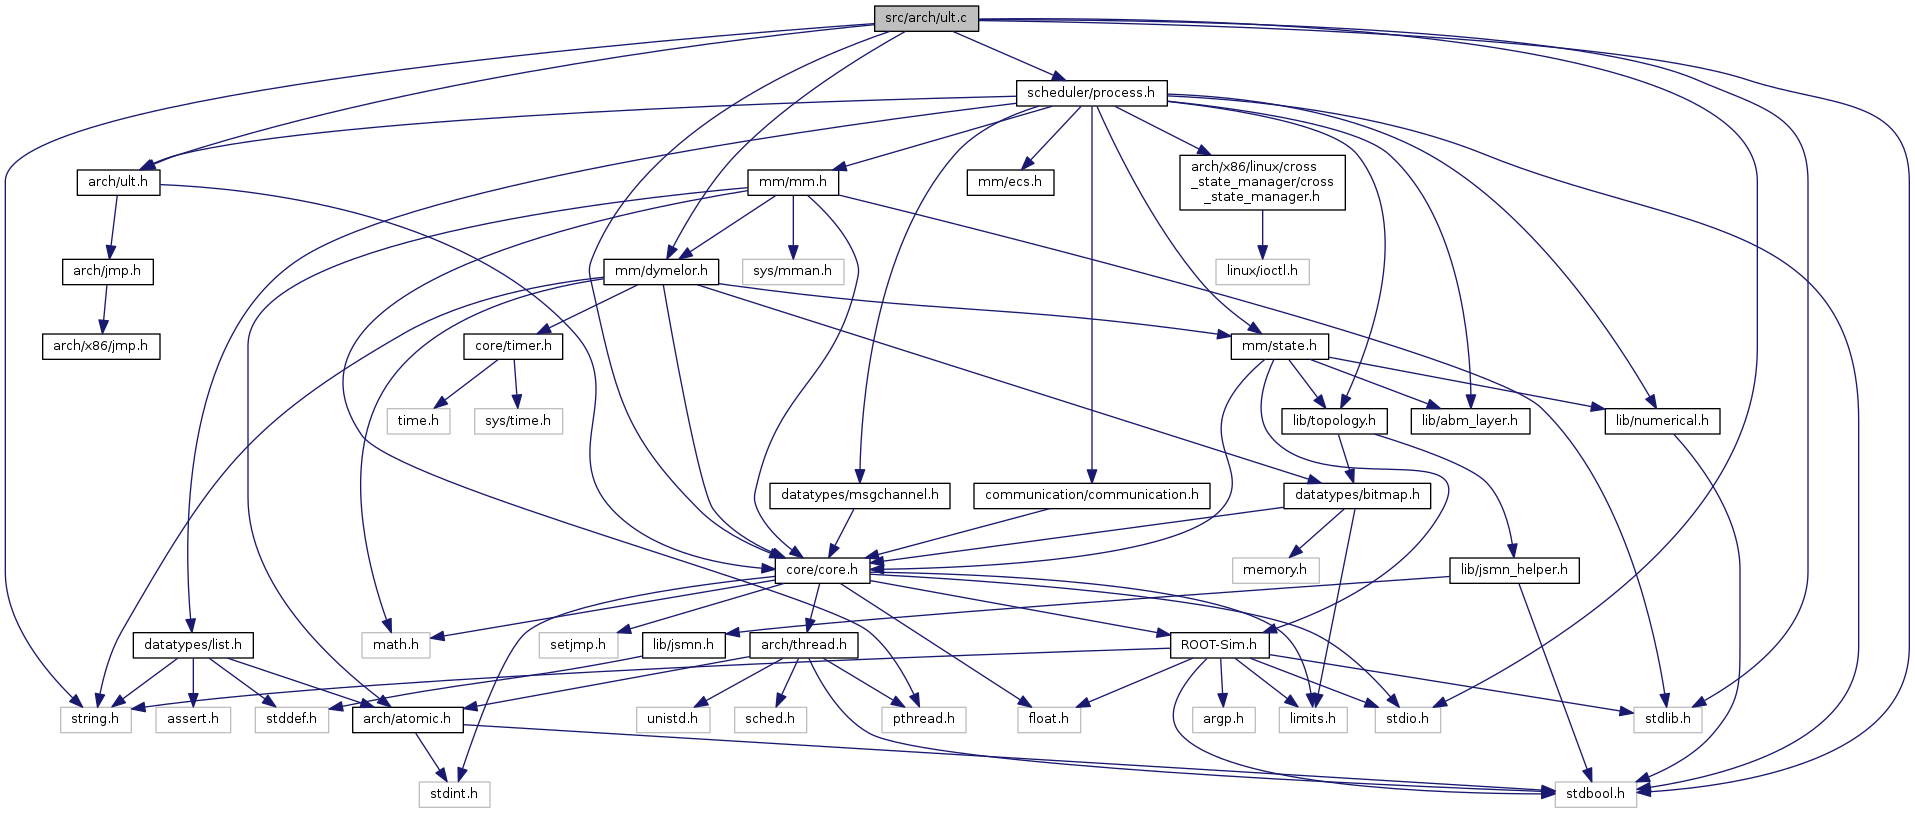 src/arch/ult.c
scheduler/process.h
arch/ult.h
mm/mm.h
mm/ecs.h
arch/x86/linux/cross
_state_manager/cross
_state_manager.h
arch/jmp.h
mm/dymelor.h
sys/mman.h
linux/ioctl.h
arch/x86/jmp.h
core/timer.h
mm/state.h
time.h
sys/time.h
lib/topology.h
lib/abm_layer.h
lib/numerical.h
datatypes/msgchannel.h
communication/communication.h
datatypes/bitmap.h
core/core.h
memory.h
lib/jsmn_helper.h
datatypes/list.h
math.h
setjmp.h
lib/jsmn.h
arch/thread.h
ROOT-Sim.h
string.h
assert.h
stddef.h
arch/atomic.h
unistd.h
sched.h
pthread.h
float.h
argp.h
limits.h
stdio.h
stdlib.h
stdint.h
stdbool.h